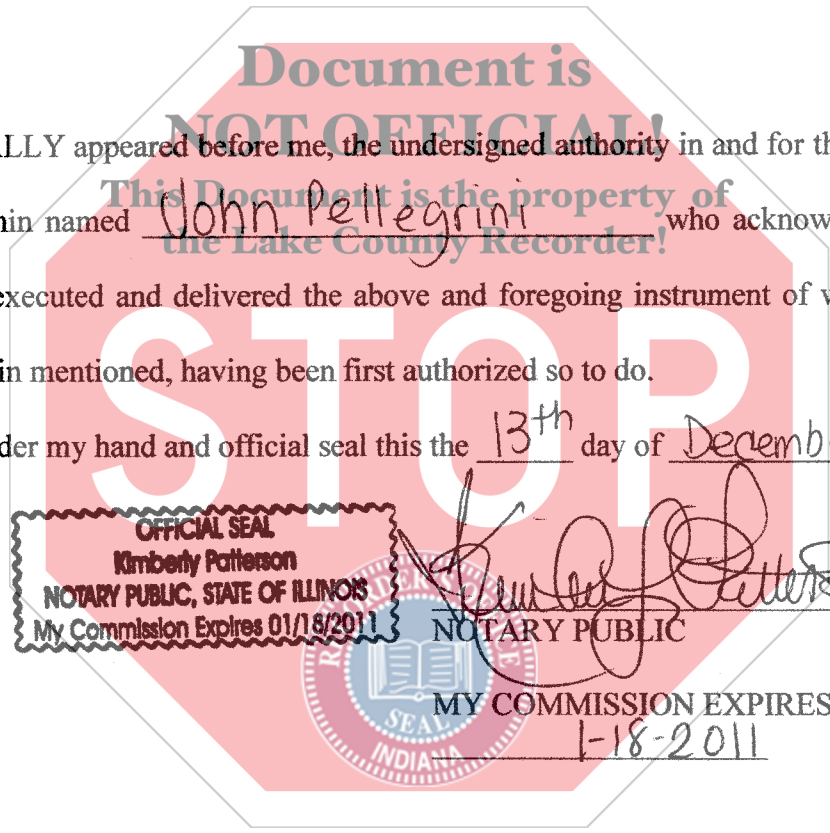 Document is
NOT OFFICIAL!
ALLY appeared before me, the undersigned authority in and for th
This Document is the property of
in named John Pellegrini who acknow
the Lake County Recorder!
executed and delivered the above and foregoing instrument of
STOP
in mentioned, having been first authorized so to do.
der my hand and official seal this the 13th day of Decemb
OFFICIAL SEAL
Kimberly Patterson
NOTARY PUBLIC, STATE OF ILLINOIS
My Commission Expires 01/18/2011
NOTARY PUBLIC
RECORDER'S OFFICE
SEAL
INDIANA
MY COMMISSION EXPIRES
1-18-2011